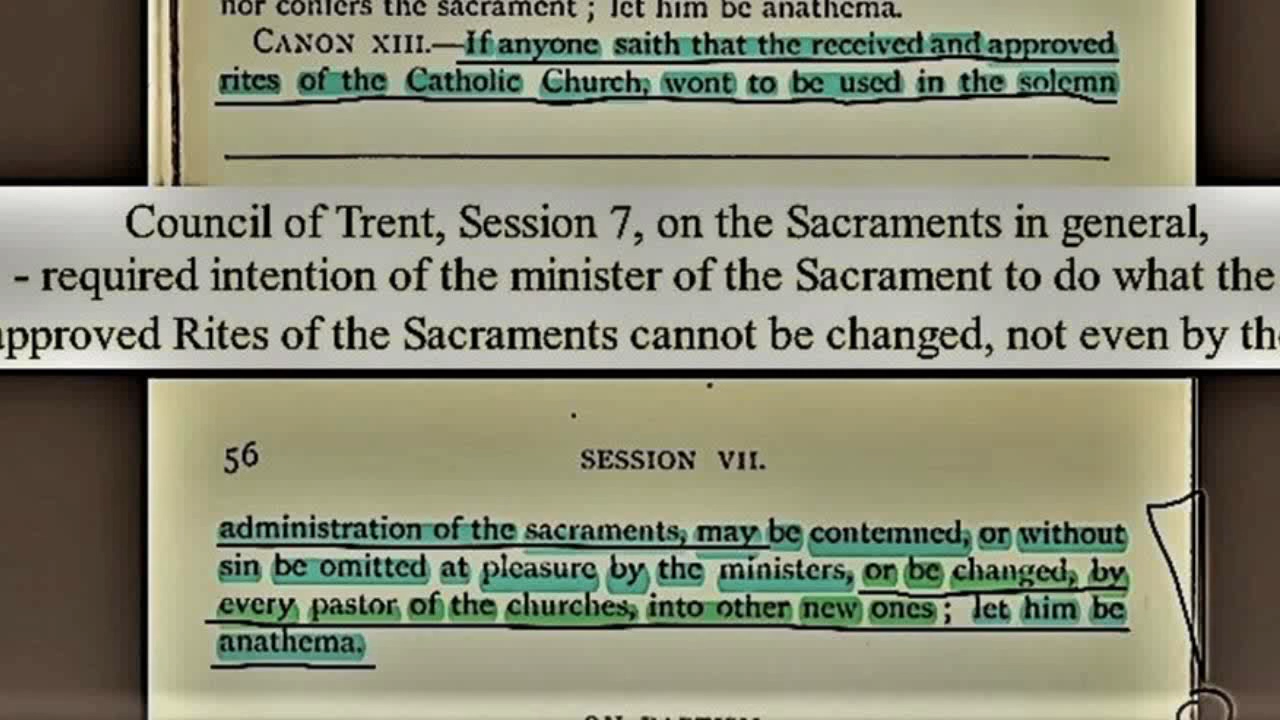 nor confers the sacrament ; let him be anathema.
CANON XIII.—If anyone saith that the received and approved
rites of the Catholic Church, wont to be used in the solemn
Council of Trent, Session 7, on the Sacraments in general,
- required intention of the minister of the Sacrament to do what the
approved Rites of the Sacraments cannot be changed, not even by the
56 SESSION VII.
administration of the sacraments, may be contemned, or without
sin be omitted at pleasure by the ministers, or be changed, by
every pastor of the churches, into other new ones ; let him be
anathema.
ON BAPTISM